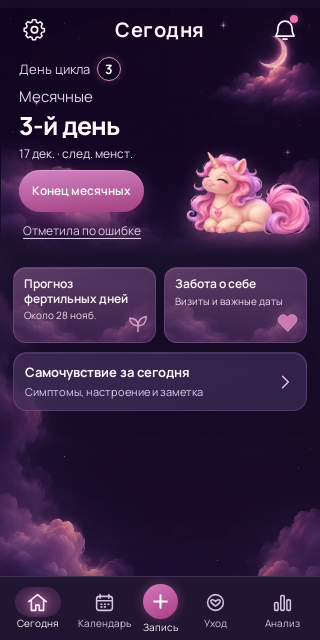 Сегодня
День цикла 3
Месячные
3-й день
17 дек. · след. менст.
Конец месячных
Отметила по ошибке
Прогноз
фертильных дней
Около 28 нояб.
Забота о себе
Визиты и важные даты
Самочувствие за сегодня
Симптомы, настроение и заметка
Сегодня
Календарь
Запись
Уход
Анализ